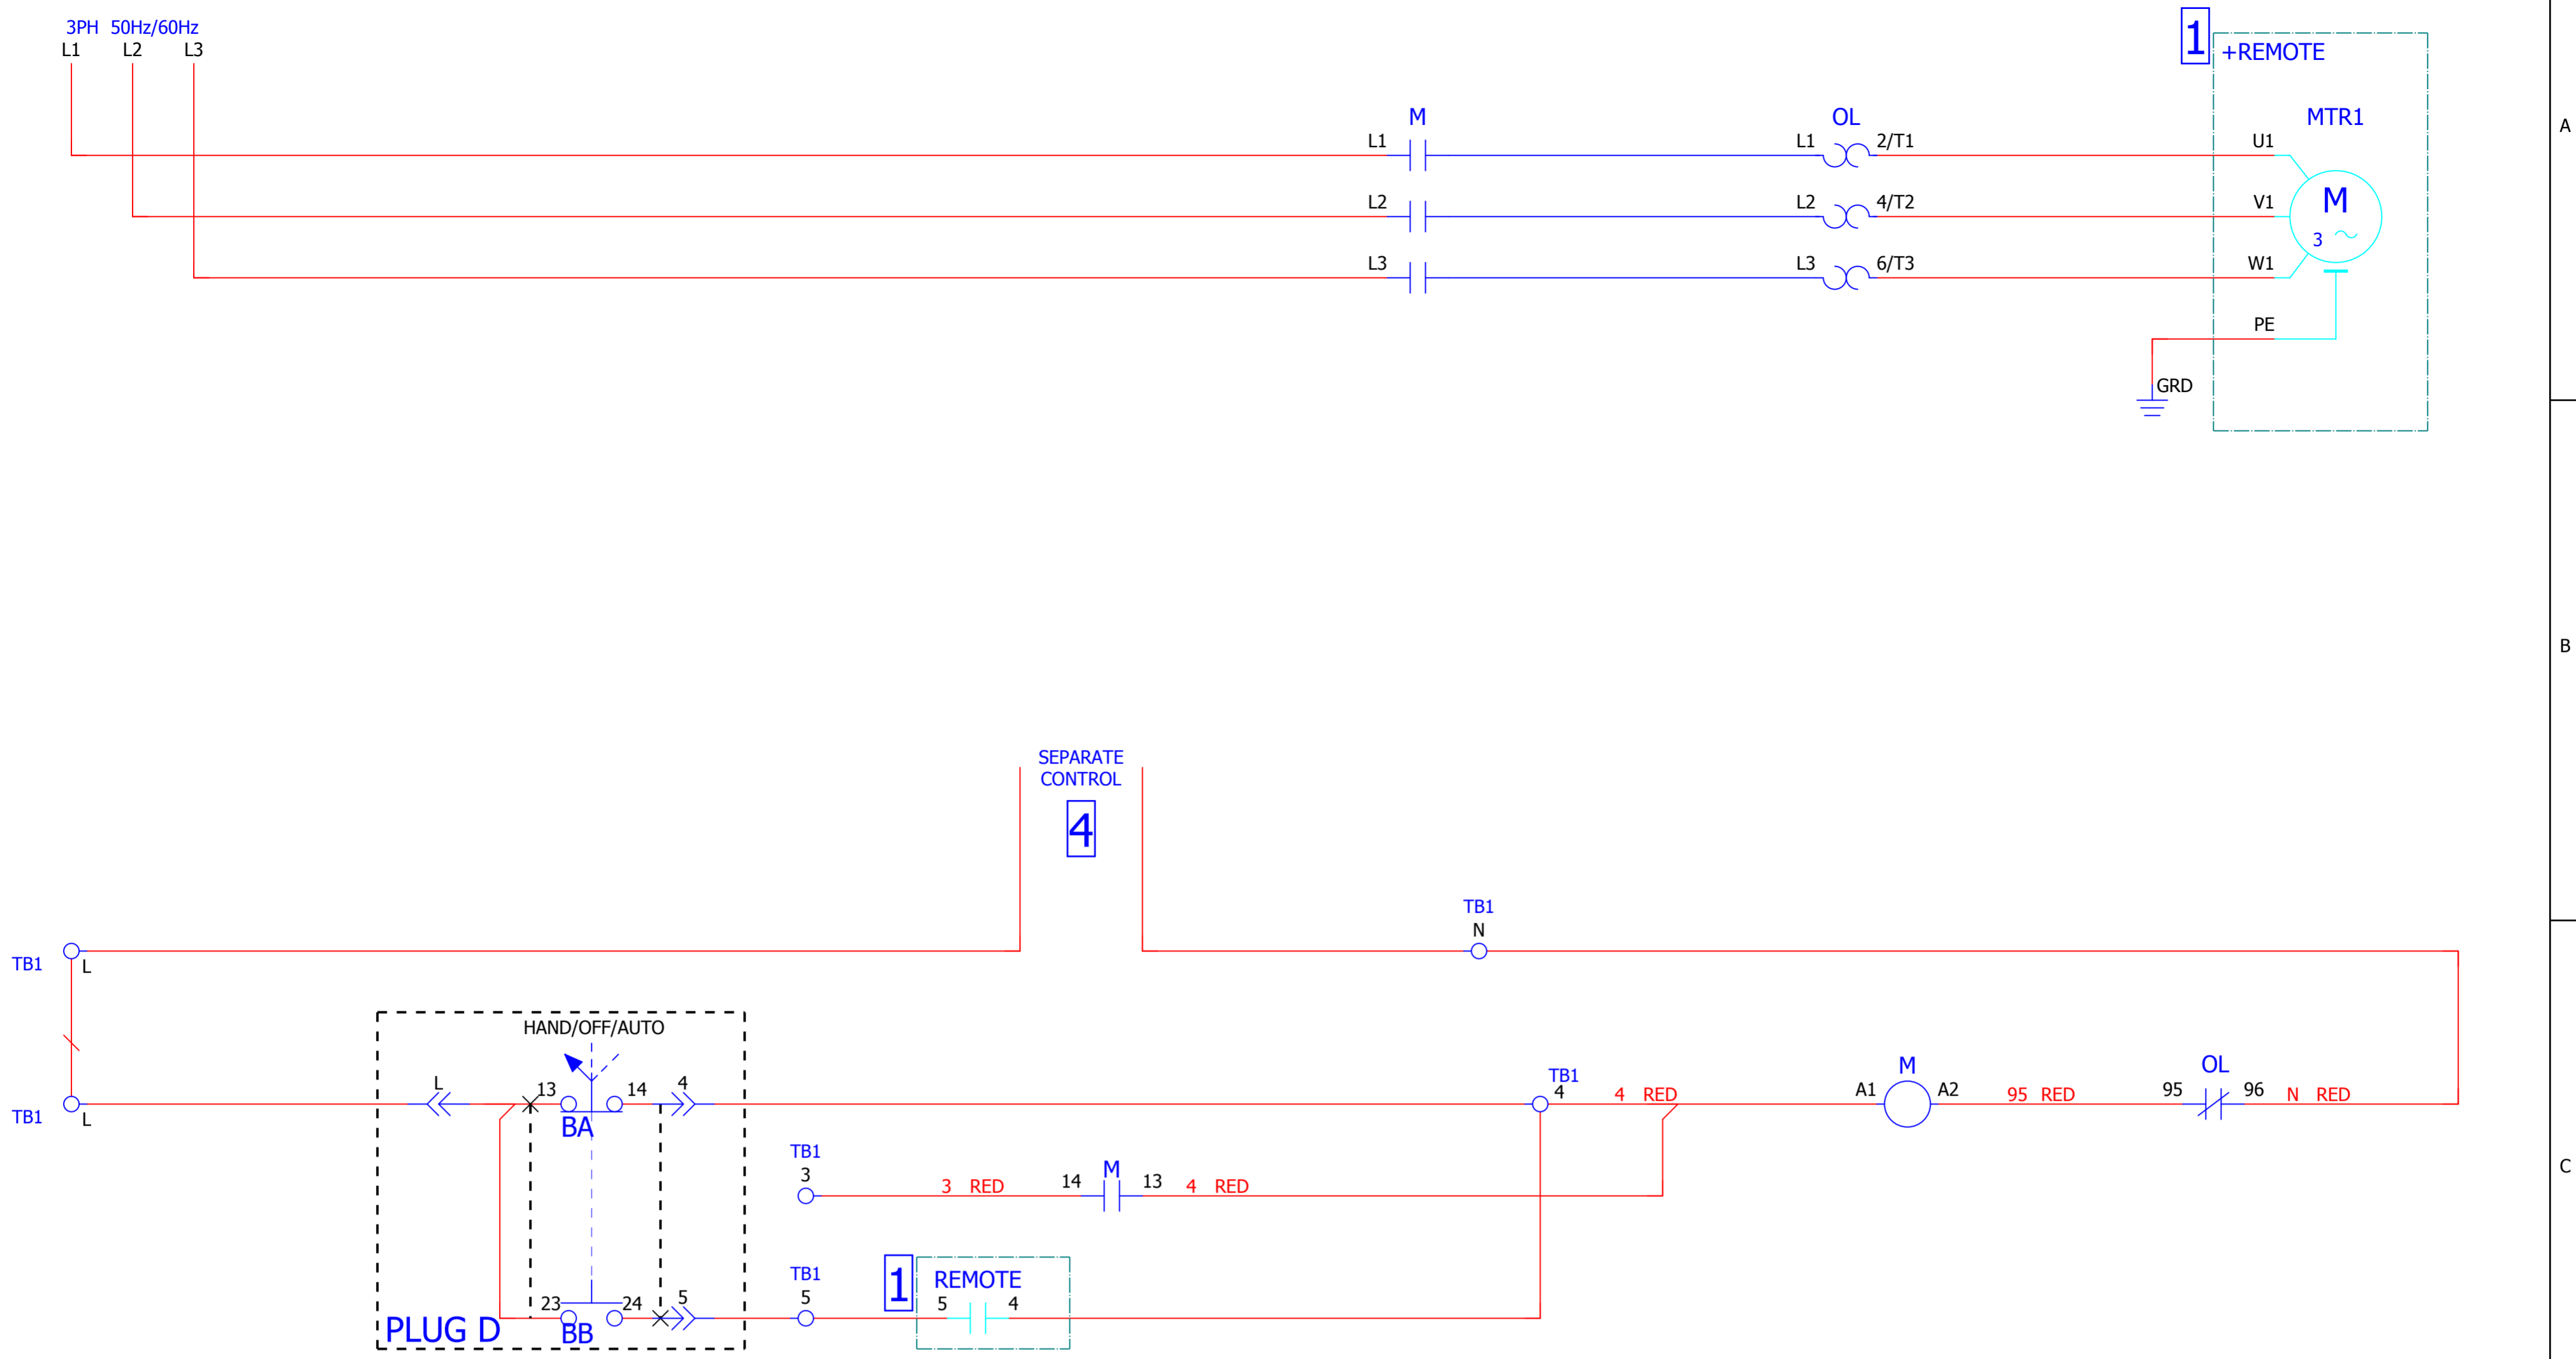 3PH 50Hz/60Hz
L1 L2 L3
1
+REMOTE
M
OL
MTR1
L1
L1 2/T1
U1
L2
L2 4/T2
V1
M
3
L3
L3 6/T3
W1
PE
GRD
A
B
C
SEPARATE
CONTROL
4
TB1
N
TB1 L
HAND/OFF/AUTO
TB1 L
L
13 14
4
BA
TB1
4
4 RED
M
A1 A2
95 RED
OL
95 96
N RED
TB1
3
3 RED
M
14 13
4 RED
TB1
5
1
REMOTE
5 4
23 24
5
BB
PLUG D